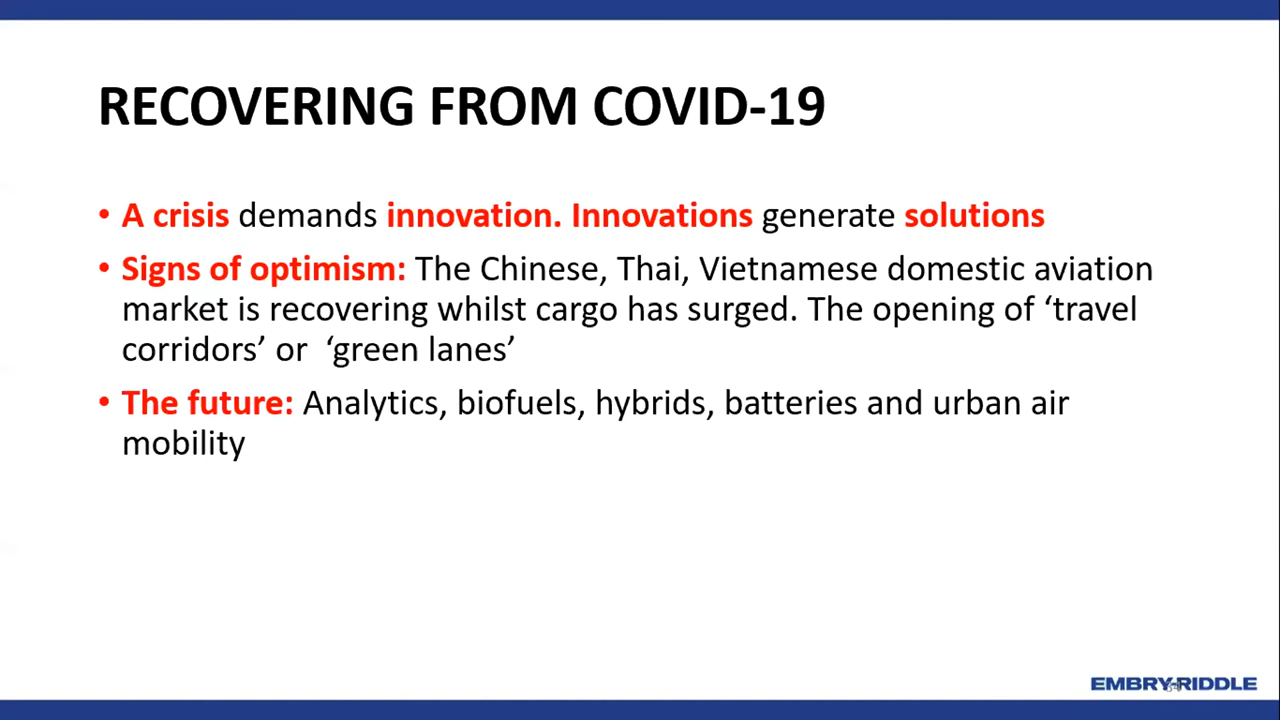 RECOVERING FROM COVID-19
• A crisis demands innovation. Innovations generate solutions
• Signs of optimism: The Chinese, Thai, Vietnamese domestic aviation
market is recovering whilst cargo has surged. The opening of ‘travel
corridors’ or ‘green lanes’
• The future: Analytics, biofuels, hybrids, batteries and urban air
mobility
EMBRY-RIDDLE